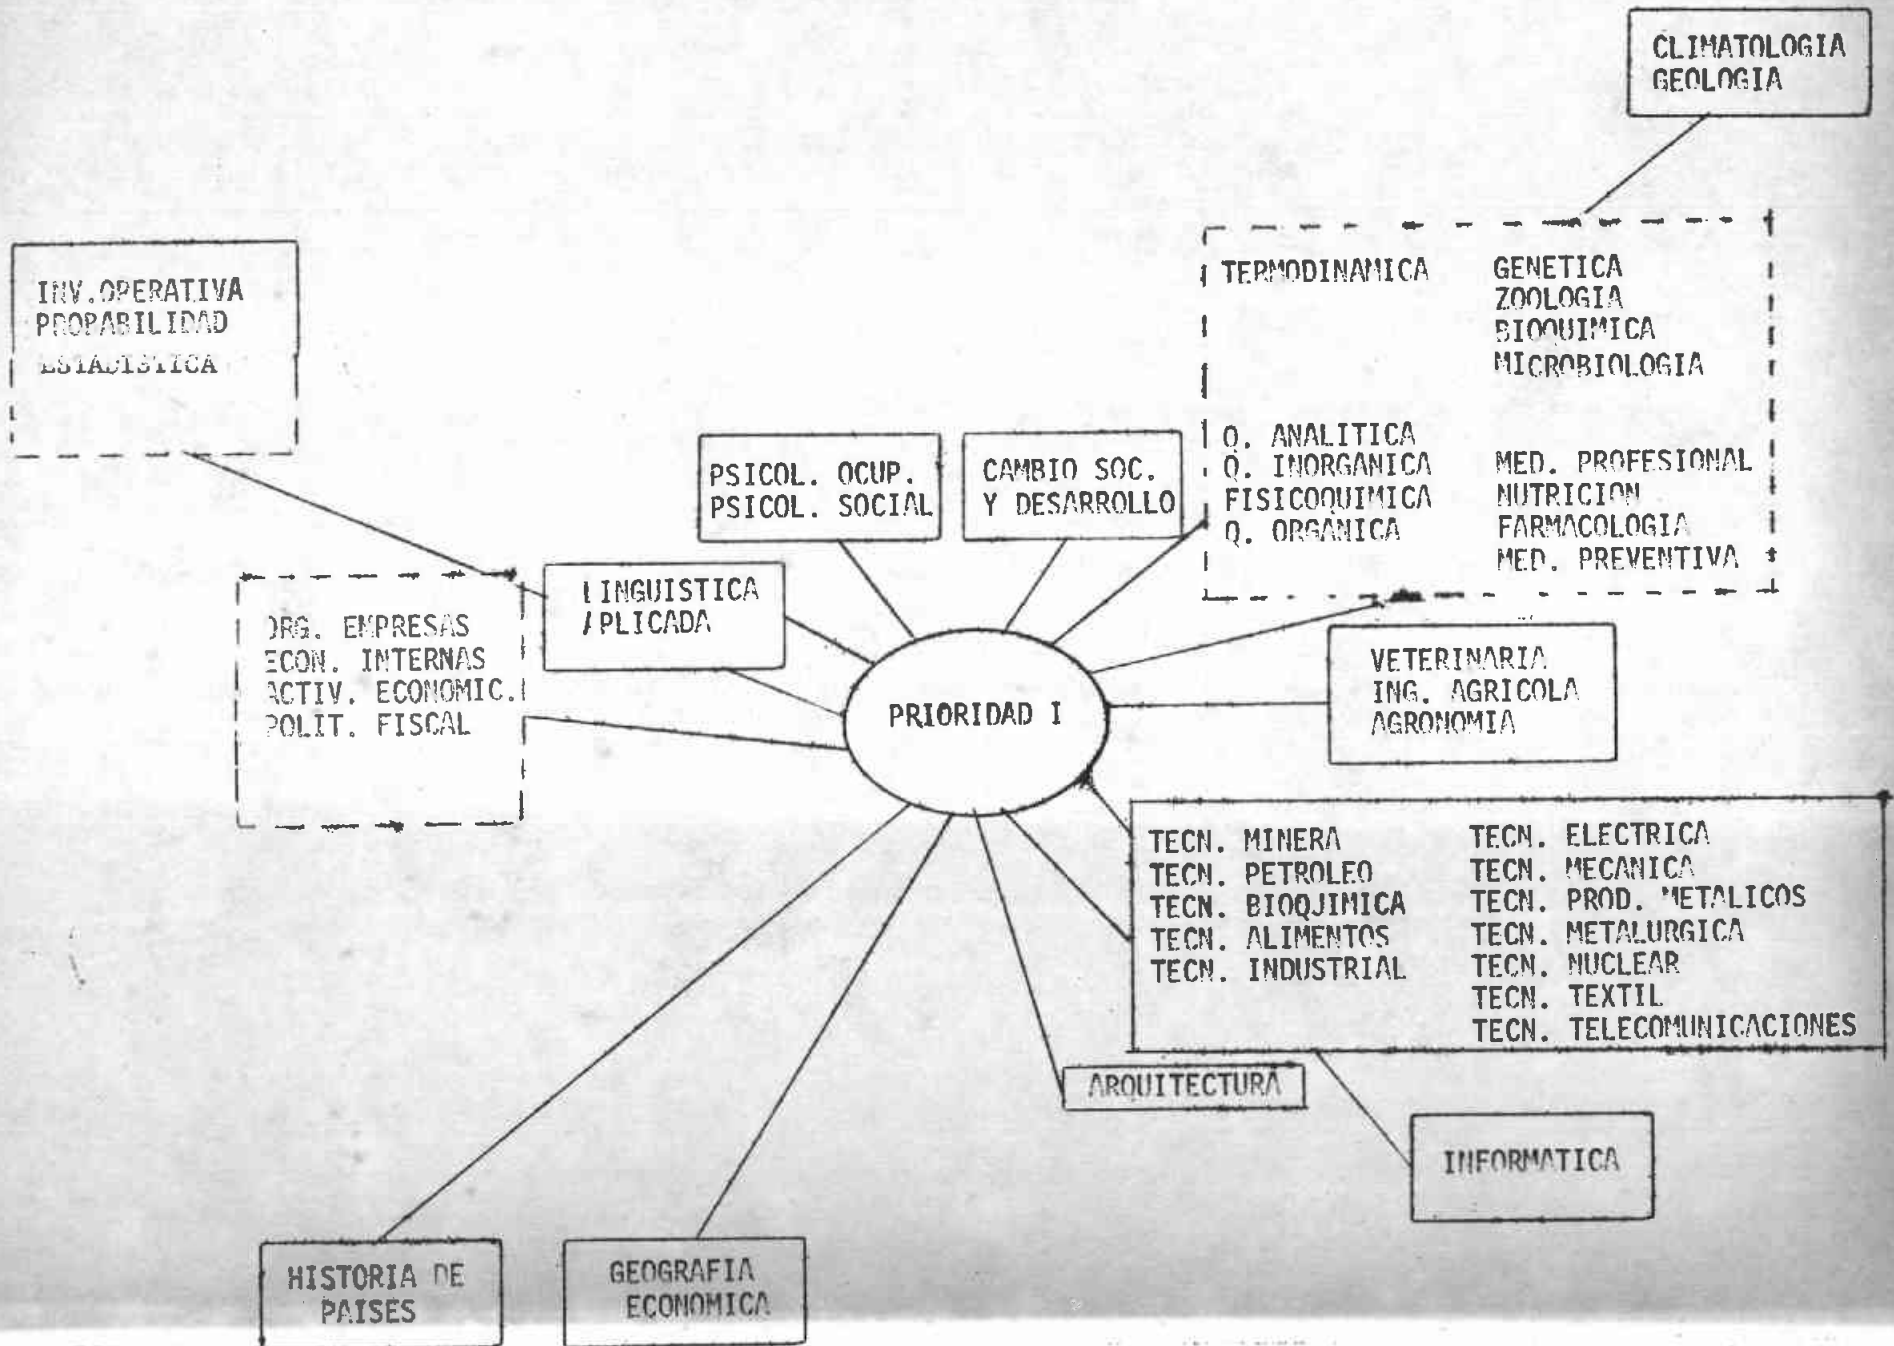 CLIMATOLOGIA
GEOLOGIA
INV.OPERATIVA
PROPABILIDAD
ESTADISTICA
TERMODINAMICA
GENETICA
ZOOLOGIA
BIOQUIMICA
MICROBIOLOGIA
Q. ANALITICA
Q. INORGANICA
FISICOQUIMICA
Q. ORGANICA
MED. PROFESIONAL
NUTRICION
FARMACOLOGIA
MED. PREVENTIVA
PSICOL. OCUP.
PSICOL. SOCIAL
CAMBIO SOC.
Y DESARROLLO
LINGUISTICA
APLICADA
ORG. EMPRESAS
ECON. INTERNAS
ACTIV. ECONOMIC.
POLIT. FISCAL
PRIORIDAD I
VETERINARIA
ING. AGRICOLA
AGRONOMIA
TECN. MINERA
TECN. PETROLEO
TECN. BIOQJIMICA
TECN. ALIMENTOS
TECN. INDUSTRIAL
TECN. ELECTRICA
TECN. MECANICA
TECN. PROD. METALICOS
TECN. METALURGICA
TECN. NUCLEAR
TECN. TEXTIL
TECN. TELECOMUNICACIONES
ARQUITECTURA
INFORMATICA
HISTORIA DE
PAISES
GEOGRAFIA
ECONOMICA